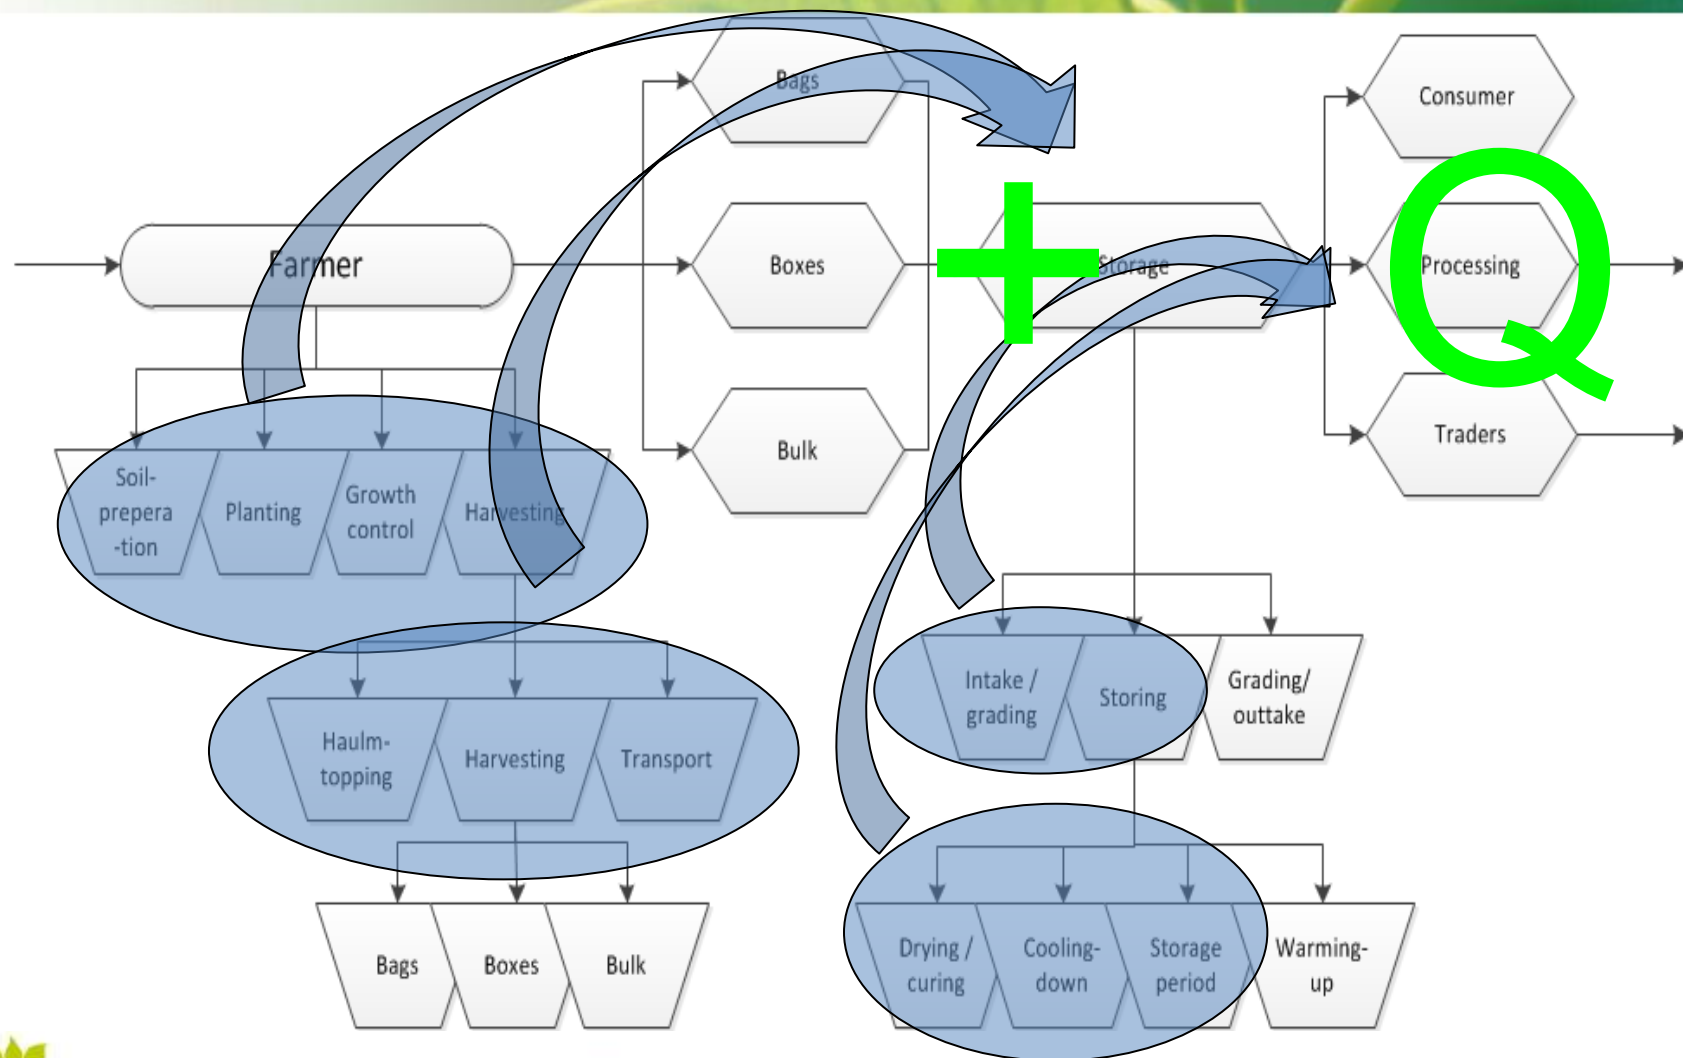 Bags
Consumer
Farmer
Boxes
+
Storage
Processing
Q
Bulk
Traders
Soil-
prepera
-tion
Planting
Growth
control
Harvesting
Haulm-
topping
Harvesting
Transport
Intake /
grading
Storing
Grading/
outtake
Bags
Boxes
Bulk
Drying /
curing
Cooling-
down
Storage
period
Warming-
up